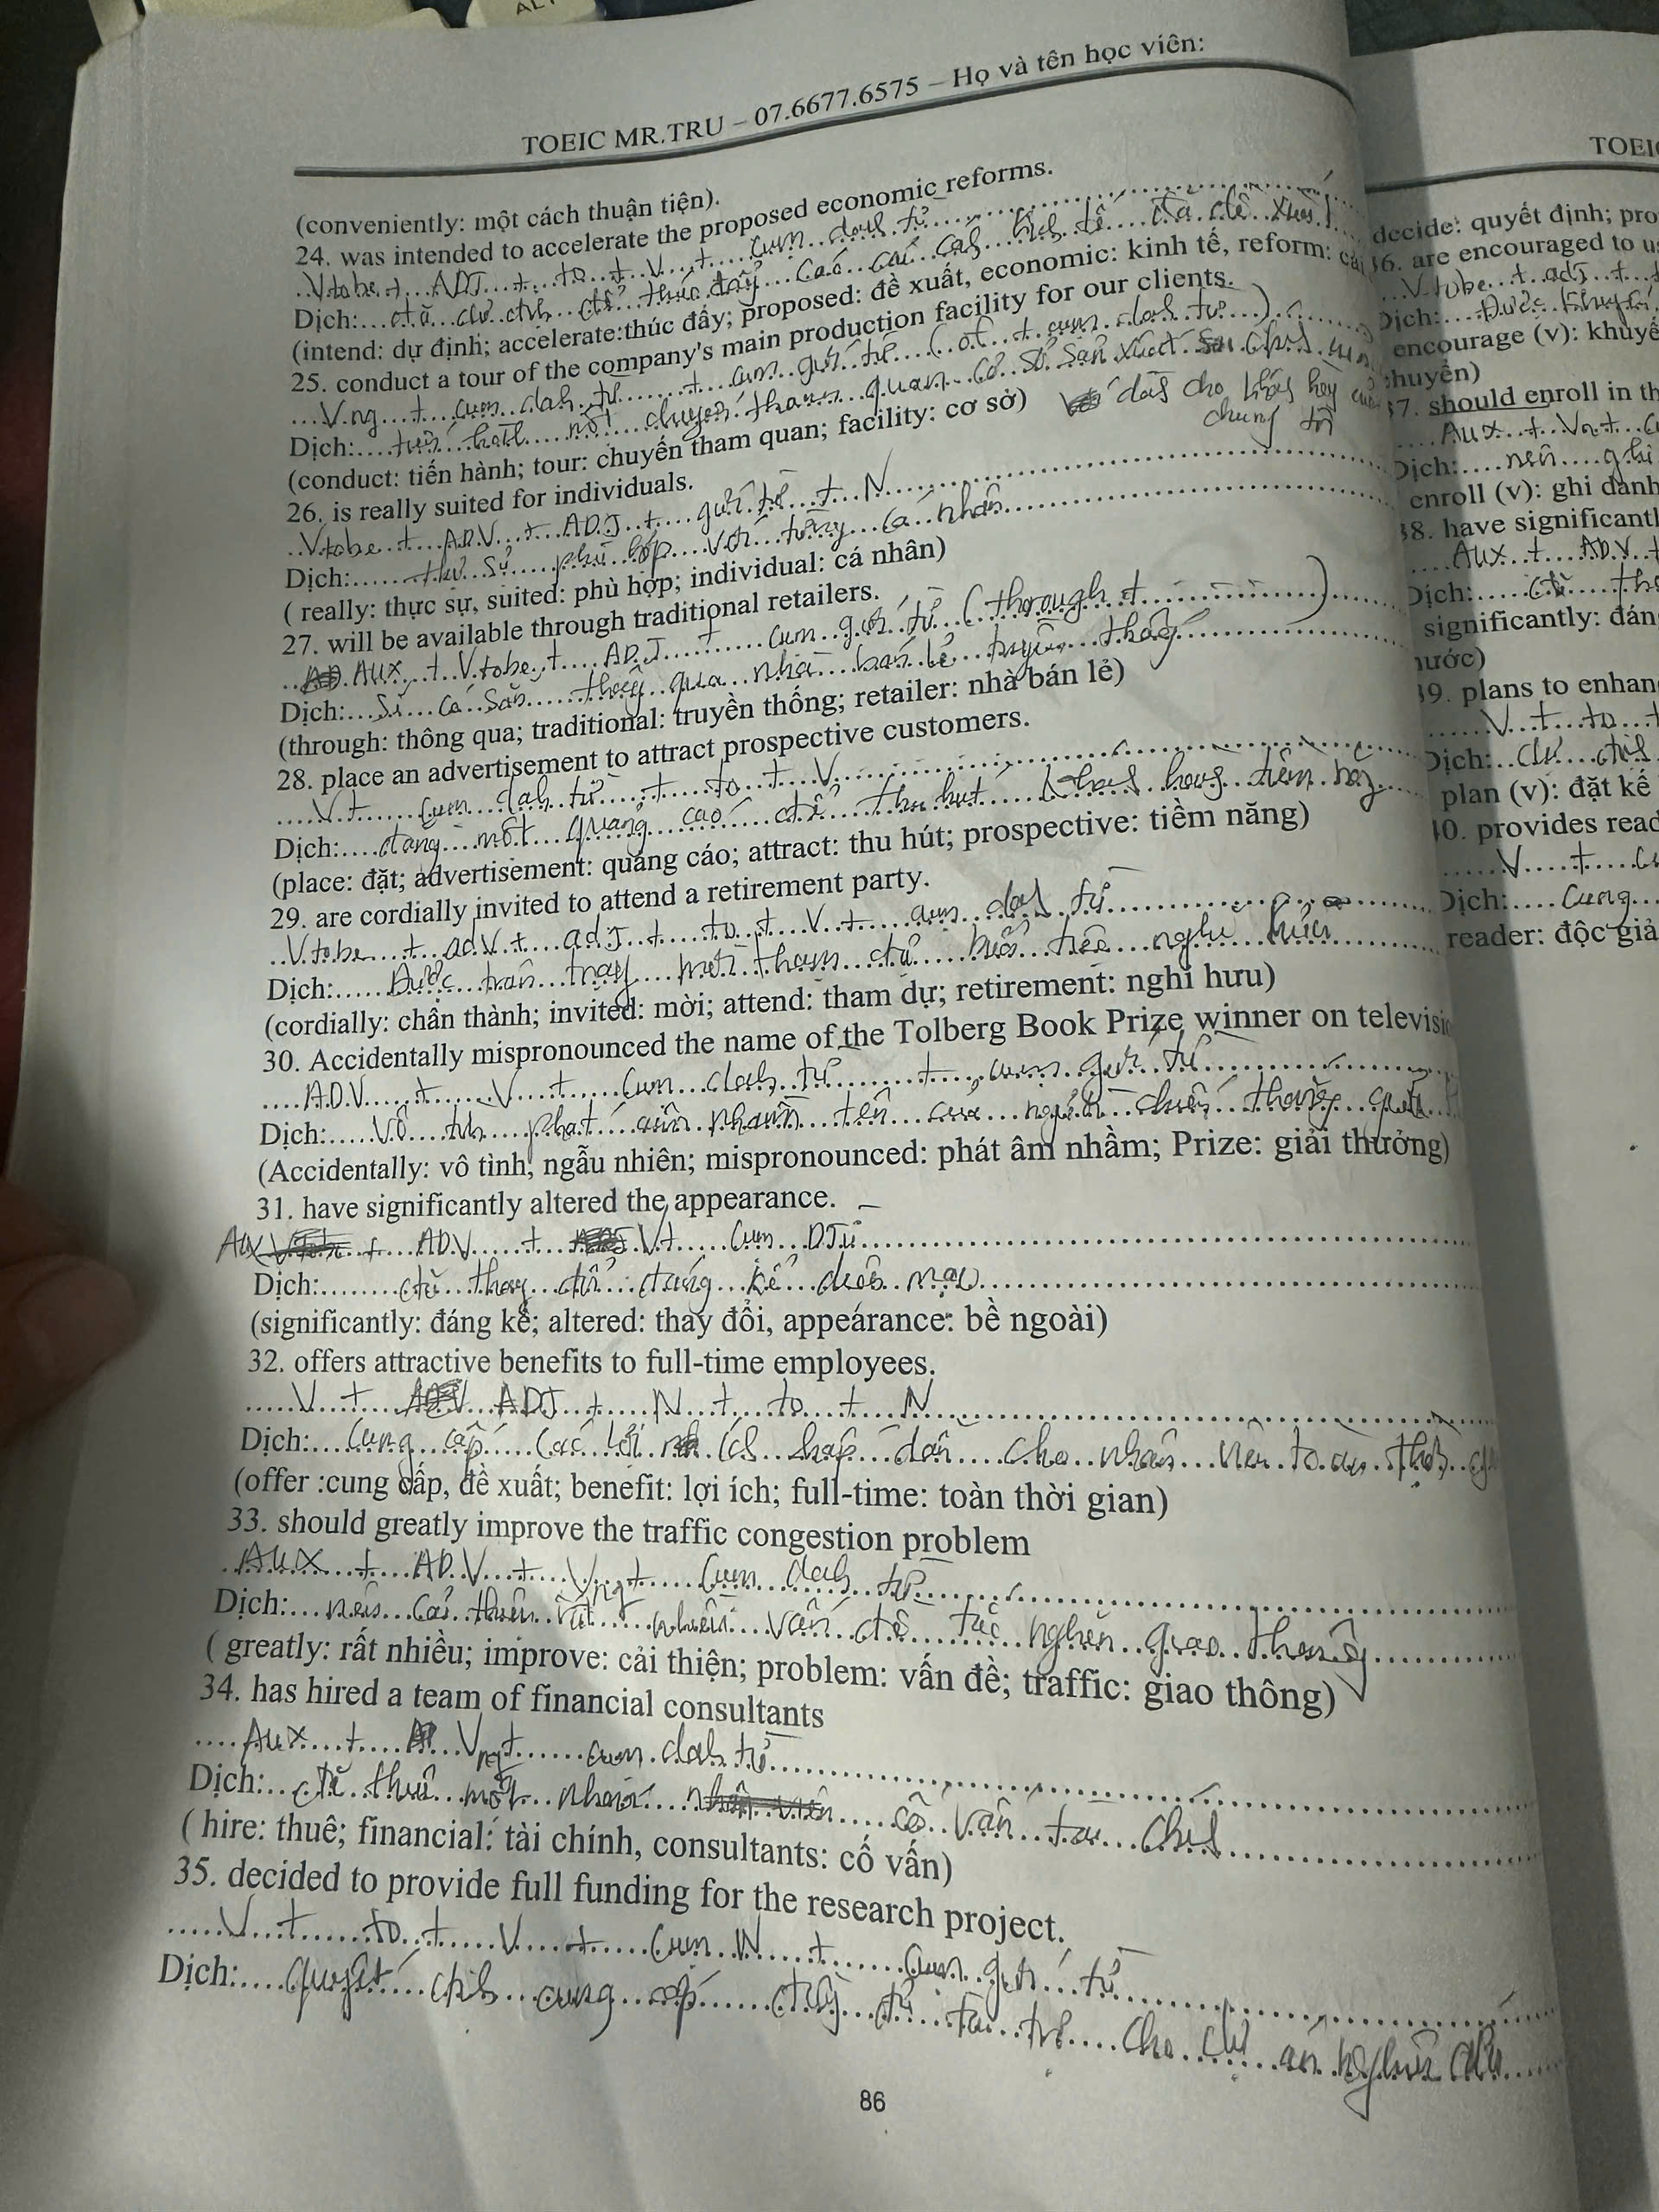 TOEIC MR.TRU – 07.6677.6575 – Họ và tên học viên:
(conveniently: một cách thuận tiện).
24. was intended to accelerate the proposed economic reforms.
Vtobe + ADJ + to + V + cụm danh từ
Dịch: đã dự định để thúc đẩy các cải cách kinh tế đã đề xuất
(intend: dự định; accelerate:thúc đẩy; proposed: đề xuất, economic: kinh tế, reform: cải
25. conduct a tour of the company's main production facility for our clients.
V.ng + cụm danh từ + cụm giới từ (of + cụm danh từ)
Dịch: tiến hành một chuyến tham quan cơ sở sản xuất chính
dành cho khách hàng của
chúng tôi
(conduct: tiến hành; tour: chuyến tham quan; facility: cơ sở)
26. is really suited for individuals.
Vtobe + ADV + ADJ + giới từ + N
Dịch: thực sự phù hợp với từng cá nhân
( really: thực sự, suited: phù hợp; individual: cá nhân)
27. will be available through traditional retailers.
AUX + Vtobe + ADJ cụm giới từ (thorough + )
Dịch: sẽ có sẵn thông qua nhà bán lẻ truyền thống
(through: thông qua; traditional: truyền thống; retailer: nhà bán lẻ)
28. place an advertisement to attract prospective customers.
V + cụm danh từ + to + V
Dịch: đăng một quảng cáo để thu hút khách hàng tiềm năng
(place: đặt; advertisement: quảng cáo; attract: thu hút; prospective: tiềm năng)
29. are cordially invited to attend a retirement party.
Vtobe + adv + adj + to + V + cụm danh từ
Dịch: Được trân trọng mời tham dự buổi tiệc nghỉ hưu
(cordially: chân thành; invited: mời; attend: tham dự; retirement: nghỉ hưu)
30. Accidentally mispronounced the name of the Tolberg Book Prize winner on televisi
ADV + V + cụm danh từ + cụm giới từ
Dịch: Vô tình phát âm nhầm tên của người chiến thắng
(Accidentally: vô tình, ngẫu nhiên; mispronounced: phát âm nhầm; Prize: giải thưởng)
31. have significantly altered the appearance.
AUX + ADV + V + Cụm DTừ
Dịch: đã thay đổi đáng kể diện mạo
(significantly: đáng kể; altered: thay đổi, appearance: bề ngoài)
32. offers attractive benefits to full-time employees.
V + ADJ + N + to + N
Dịch: Cung cấp các lợi ích hấp dẫn cho nhân viên toàn thời
(offer :cung cấp, đề xuất; benefit: lợi ích; full-time: toàn thời gian)
33. should greatly improve the traffic congestion problem
AUX + ADV + Vng + Cụm danh từ
Dịch: nên cải thiện rất nhiều vấn đề tắc nghẽn giao thông
( greatly: rất nhiều; improve: cải thiện; problem: vấn đề; traffic: giao thông)
34. has hired a team of financial consultants
AUX + Vng + cụm danh từ
Dịch: đã thuê một nhóm cố vấn tài chính
( hire: thuê; financial: tài chính, consultants: cố vấn)
35. decided to provide full funding for the research project.
V + to + V + Cụm N + Cụm giới từ
Dịch: quyết định cung cấp đầy đủ tài trợ cho dự án nghiên cứu
86
TOEI
decide: quyết định; pro
36. are encouraged to u
Vtobe + adj + t
Dịch: Được khuyến
encourage (v): khuyế
chuyên)
37. should enroll in th
AUX + Vn +
Dịch: nên ghi
enroll (v): ghi danh
38. have significantl
AUX + ADV +
Dịch: đã th
significantly: đán
nước)
39. plans to enhan
V + to +
Dịch: dự định
plan (v): đặt kế
40. provides read
V + cụ
Dịch: Cung
reader: độc giả